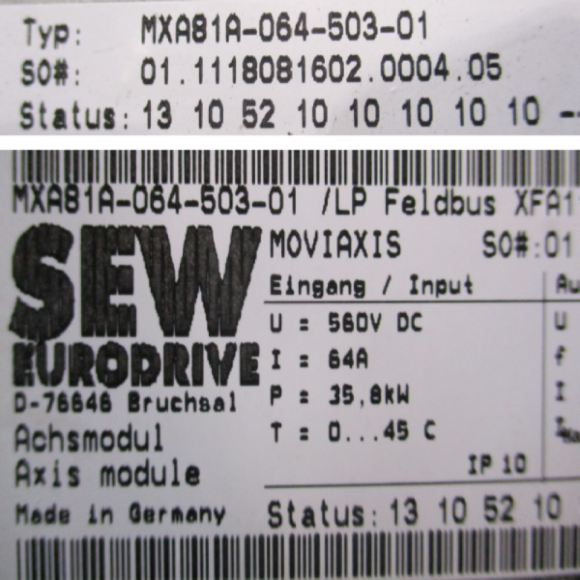 Typ: MXA81A-064-503-01
SO#: 01.1118081602.0004.05
Status: 13 10 52 10 10 10 10 10 --
MXA81A-064-503-01 /LP Feldbus XFA1
SEW
EURODRIVE
MOVIAXIS SO#:01
Eingang / Input Au
U = 560V DC U
I = 64A f
P = 35,8kW I
T = 0...45 C
IP 10
D-76646 Bruchsal
Achsmodul
Axis module
Made in Germany
Status: 13 10 52 10